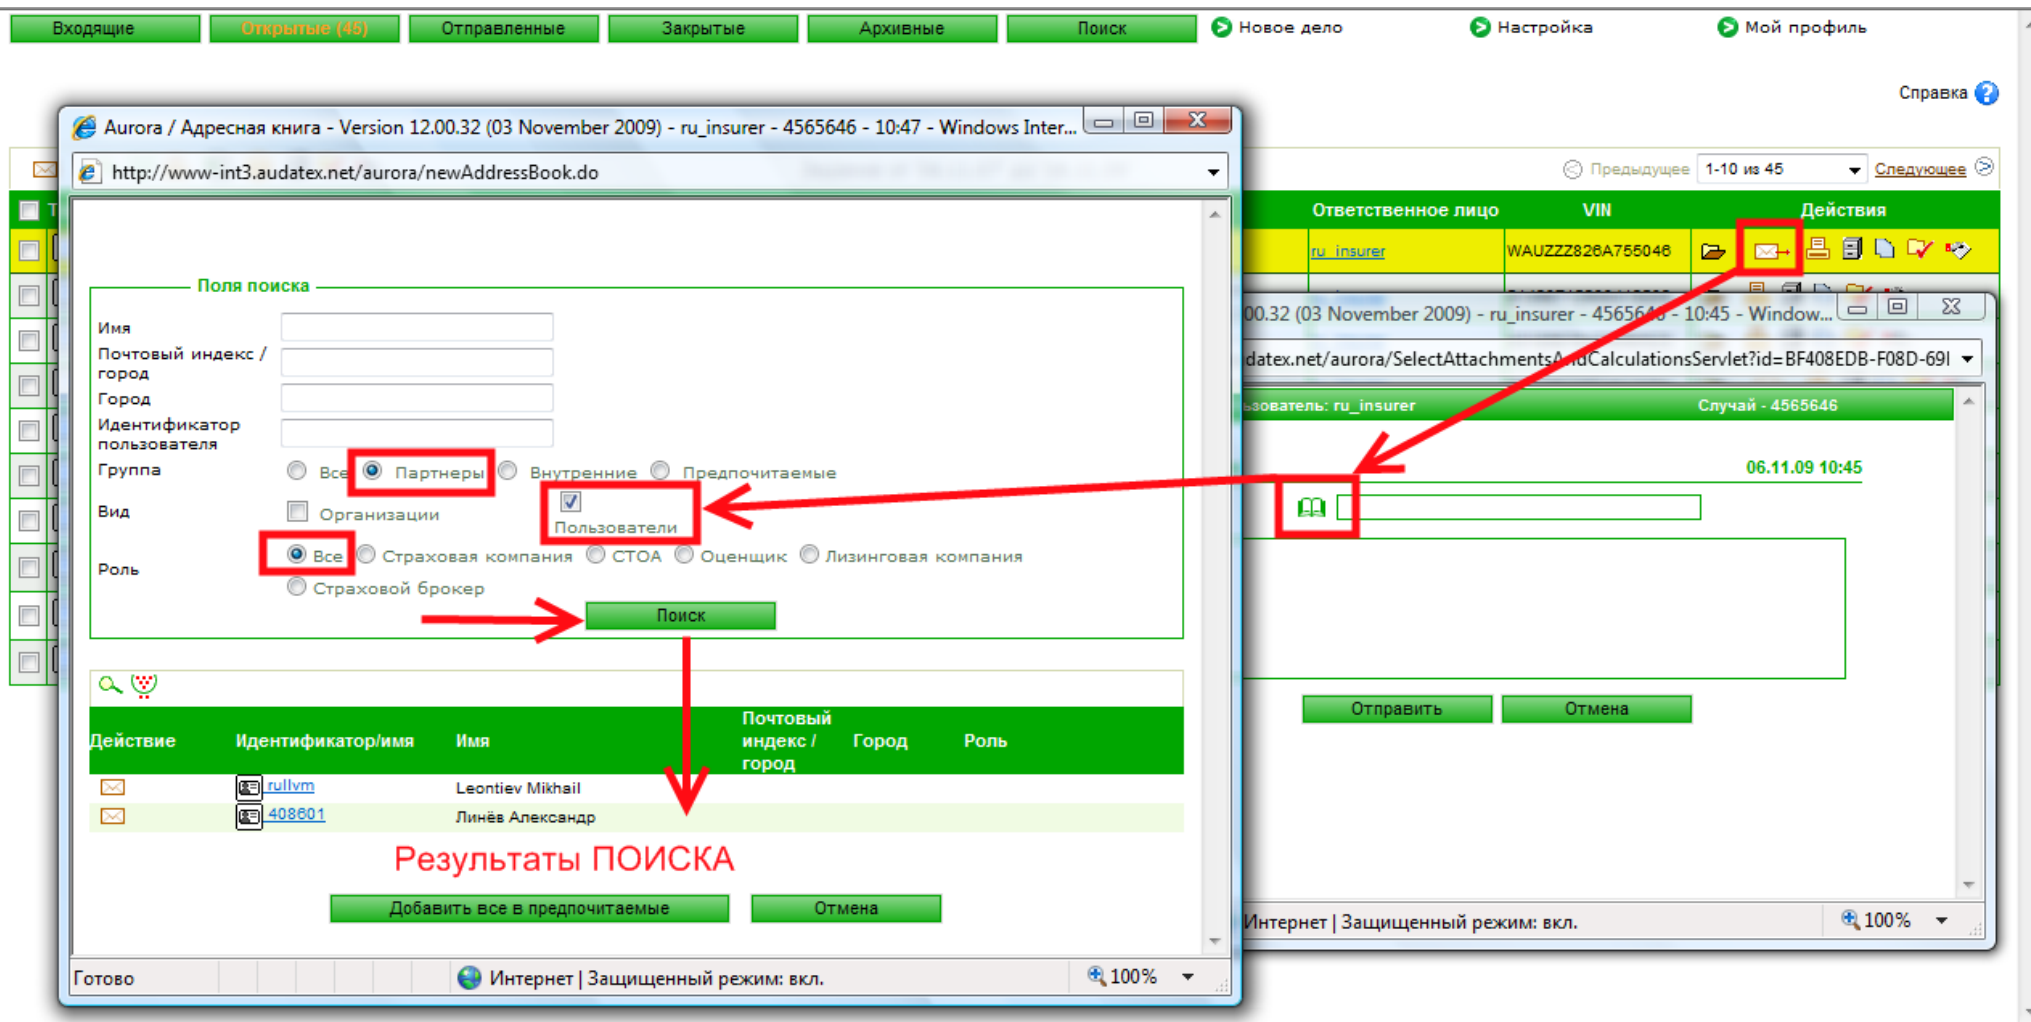 Входящие
Открытые (45)
Отправленные
Закрытые
Архивные
Поиск
Новое дело
Настройка
Мой профиль
Справка
Предыдущее
1-10 из 45
Следующее
Ответственное лицо
VIN
Действия
ru_insurer
WAUZZZ826A755046
Aurora / Адресная книга - Version 12.00.32 (03 November 2009) - ru_insurer - 4565646 - 10:47 - Windows Inter...
http://www-int3.audatex.net/aurora/newAddressBook.do
Поля поиска
Имя
Почтовый индекс /
город
Город
Идентификатор
пользователя
Группа
Все
Партнеры
Внутренние
Предпочитаемые
Вид
Организации
Пользователи
Роль
Все
Страховая компания
СТОА
Оценщик
Лизинговая компания
Страховой брокер
Поиск
Действие
Идентификатор/имя
Имя
Почтовый
индекс /
город
Город
Роль
rullvm
Leontiev Mikhail
408601
Линёв Александр
Результаты ПОИСКА
Добавить все в предпочитаемые
Отмена
Готово
Интернет | Защищенный режим: вкл.
100%
00.32 (03 November 2009) - ru_insurer - 4565646 - 10:45 - Window...
datex.net/aurora/SelectAttachmentsAndCalculationsServlet?id=BF408EDB-F08D-69I
ьзователь: ru_insurer
Случай - 4565646
06.11.09 10:45
Отправить
Отмена
Интернет | Защищенный режим: вкл.
100%